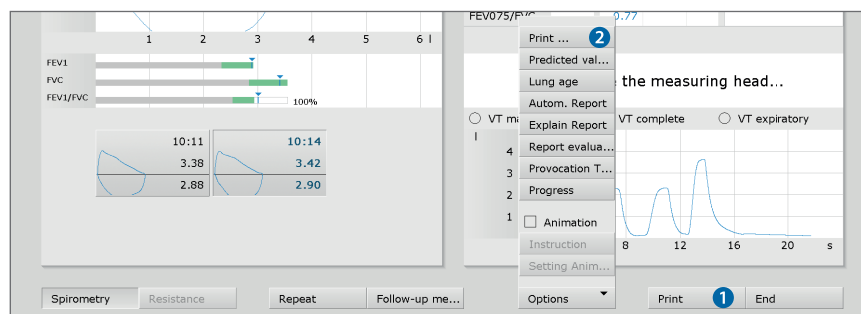 1 2 3 4 5 6 l
FEV1
FVC
FEV1/FVC
100%
10:11
3.38
2.88
10:14
3.42
2.90
FEV075/FVC
0.77
Print ... 2
Predicted val...
Lung age
Autom. Report
Explain Report
Report evalua...
Provocation T...
Progress
Animation
Instruction
Setting Anim...
the measuring head...
VT complete VT expiratory
l
4
3
2
1
8 12 16 20 s
Spirometry Resistance Repeat Follow-up me... Options Print 1 End